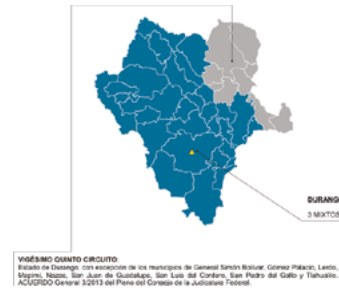 DURANGO
3 MIXTOS
VIGÉSIMO QUINTO CIRCUITO:
Estado de Durango, con excepción de los municipios de General Simón Bolívar, Gómez Palacio, Lerdo,
Mapimí, Nazas, San Juan de Guadalupe, San Luis del Cordero, San Pedro del Gallo y Tlahualilo.
ACUERDO General 3/2013 del Pleno del Consejo de la Judicatura Federal.